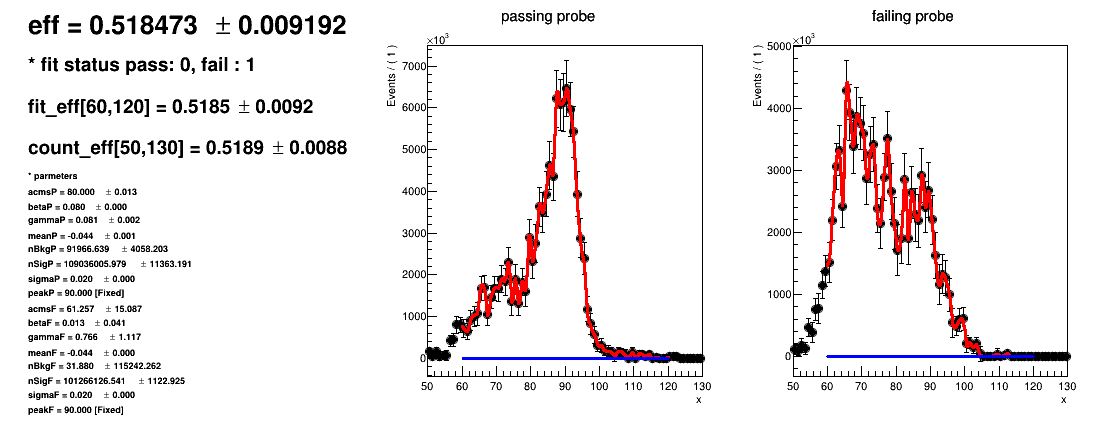 eff = 0.518473 ± 0.009192
* fit status pass: 0, fail : 1
fit_eff[60,120] = 0.5185 ± 0.0092
count_eff[50,130] = 0.5189 ± 0.0088
* parmeters
acmsP = 80.000 ± 0.013
betaP = 0.080 ± 0.000
gammaP = 0.081 ± 0.002
meanP = -0.044 ± 0.001
nBkgP = 91966.639 ± 4058.203
nSigP = 109036005.979 ± 11363.191
sigmaP = 0.020 ± 0.000
peakP = 90.000 [Fixed]
acmsF = 61.257 ± 15.087
betaF = 0.013 ± 0.041
gammaF = 0.766 ± 1.117
meanF = -0.044 ± 0.000
nBkgF = 31.880 ± 115242.262
nSigF = 101266126.541 ± 1122.925
sigmaF = 0.020 ± 0.000
peakF = 90.000 [Fixed]
passing probe
×10³
Events / ( 1 )
7000
6000
5000
4000
3000
2000
1000
0
50 60 70 80 90 100 110 120 130
x
failing probe
×10³
Events / ( 1 )
5000
4000
3000
2000
1000
0
50 60 70 80 90 100 110 120 130
x